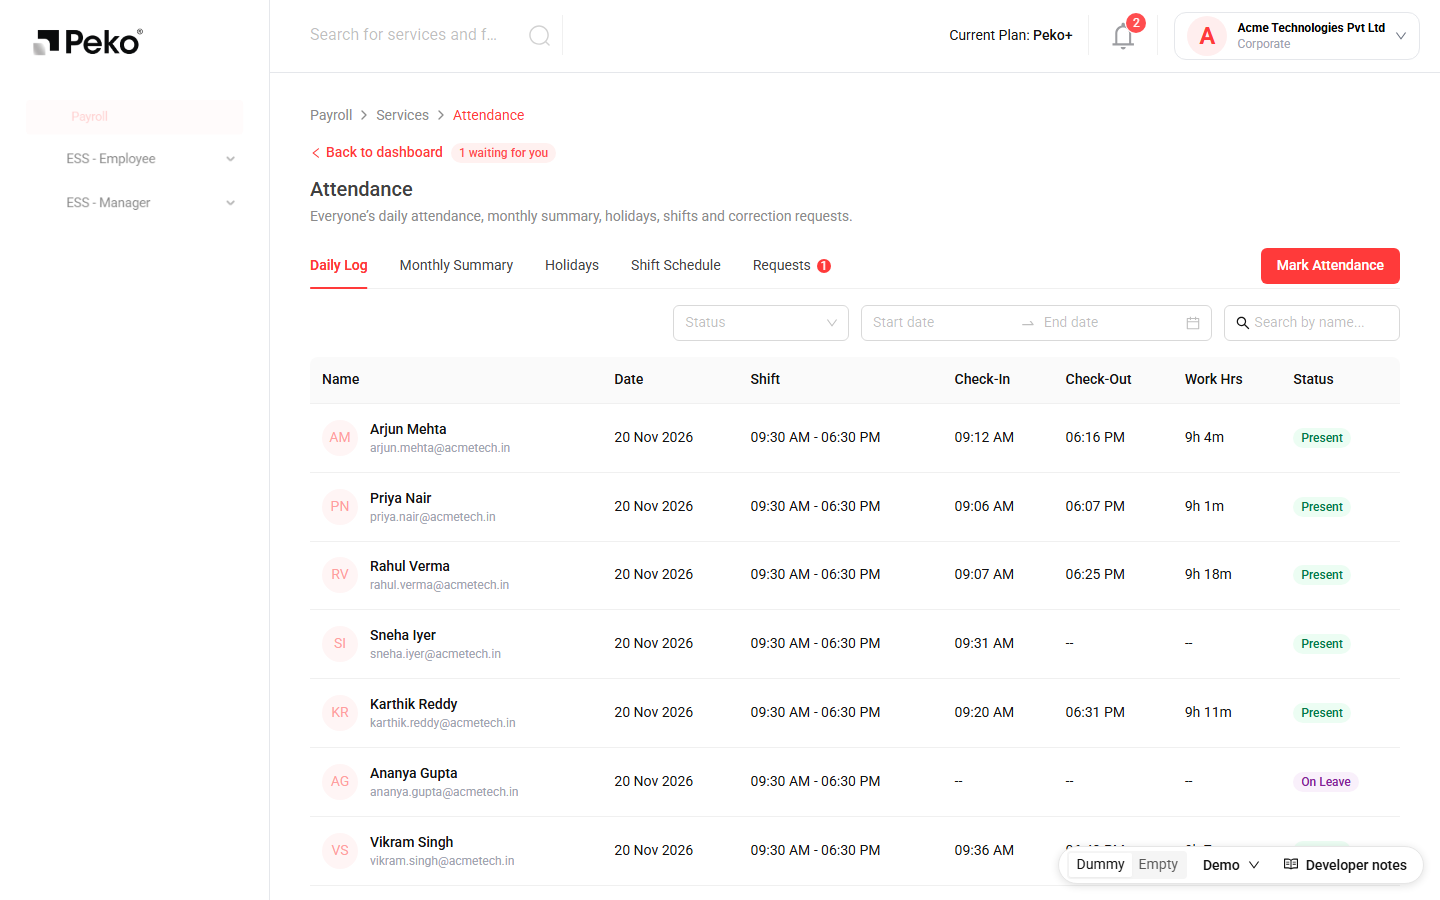 Peko®
Search for services and f...
Current Plan: Peko+
2
A
Acme Technologies Pvt Ltd
Corporate
Payroll
ESS - Employee
ESS - Manager
Payroll > Services > Attendance
< Back to dashboard 1 waiting for you
Attendance
Everyone's daily attendance, monthly summary, holidays, shifts and correction requests.
Daily Log Monthly Summary Holidays Shift Schedule Requests 1 Mark Attendance
Status Start date → End date Search by name...
Name Date Shift Check-In Check-Out Work Hrs Status
AM Arjun Mehta 20 Nov 2026 09:30 AM - 06:30 PM 09:12 AM 06:16 PM 9h 4m Present
arjun.mehta@acmetech.in
PN Priya Nair 20 Nov 2026 09:30 AM - 06:30 PM 09:06 AM 06:07 PM 9h 1m Present
priya.nair@acmetech.in
RV Rahul Verma 20 Nov 2026 09:30 AM - 06:30 PM 09:07 AM 06:25 PM 9h 18m Present
rahul.verma@acmetech.in
SI Sneha Iyer 20 Nov 2026 09:30 AM - 06:30 PM 09:31 AM -- -- Present
sneha.iyer@acmetech.in
KR Karthik Reddy 20 Nov 2026 09:30 AM - 06:30 PM 09:20 AM 06:31 PM 9h 11m Present
karthik.reddy@acmetech.in
AG Ananya Gupta 20 Nov 2026 09:30 AM - 06:30 PM -- -- -- On Leave
ananya.gupta@acmetech.in
VS Vikram Singh 20 Nov 2026 09:30 AM - 06:30 PM 09:36 AM
vikram.singh@acmetech.in
Dummy Empty Demo Developer notes